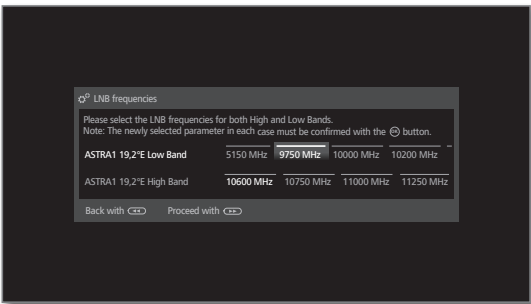 LNB frequencies
Please select the LNB frequencies for both High and Low Bands.
Note: The newly selected parameter in each case must be confirmed with the OK button.
ASTRA1 19,2°E Low Band 5150 MHz 9750 MHz 10000 MHz 10200 MHz
ASTRA1 19,2°E High Band 10600 MHz 10750 MHz 11000 MHz 11250 MHz
Back with Proceed with